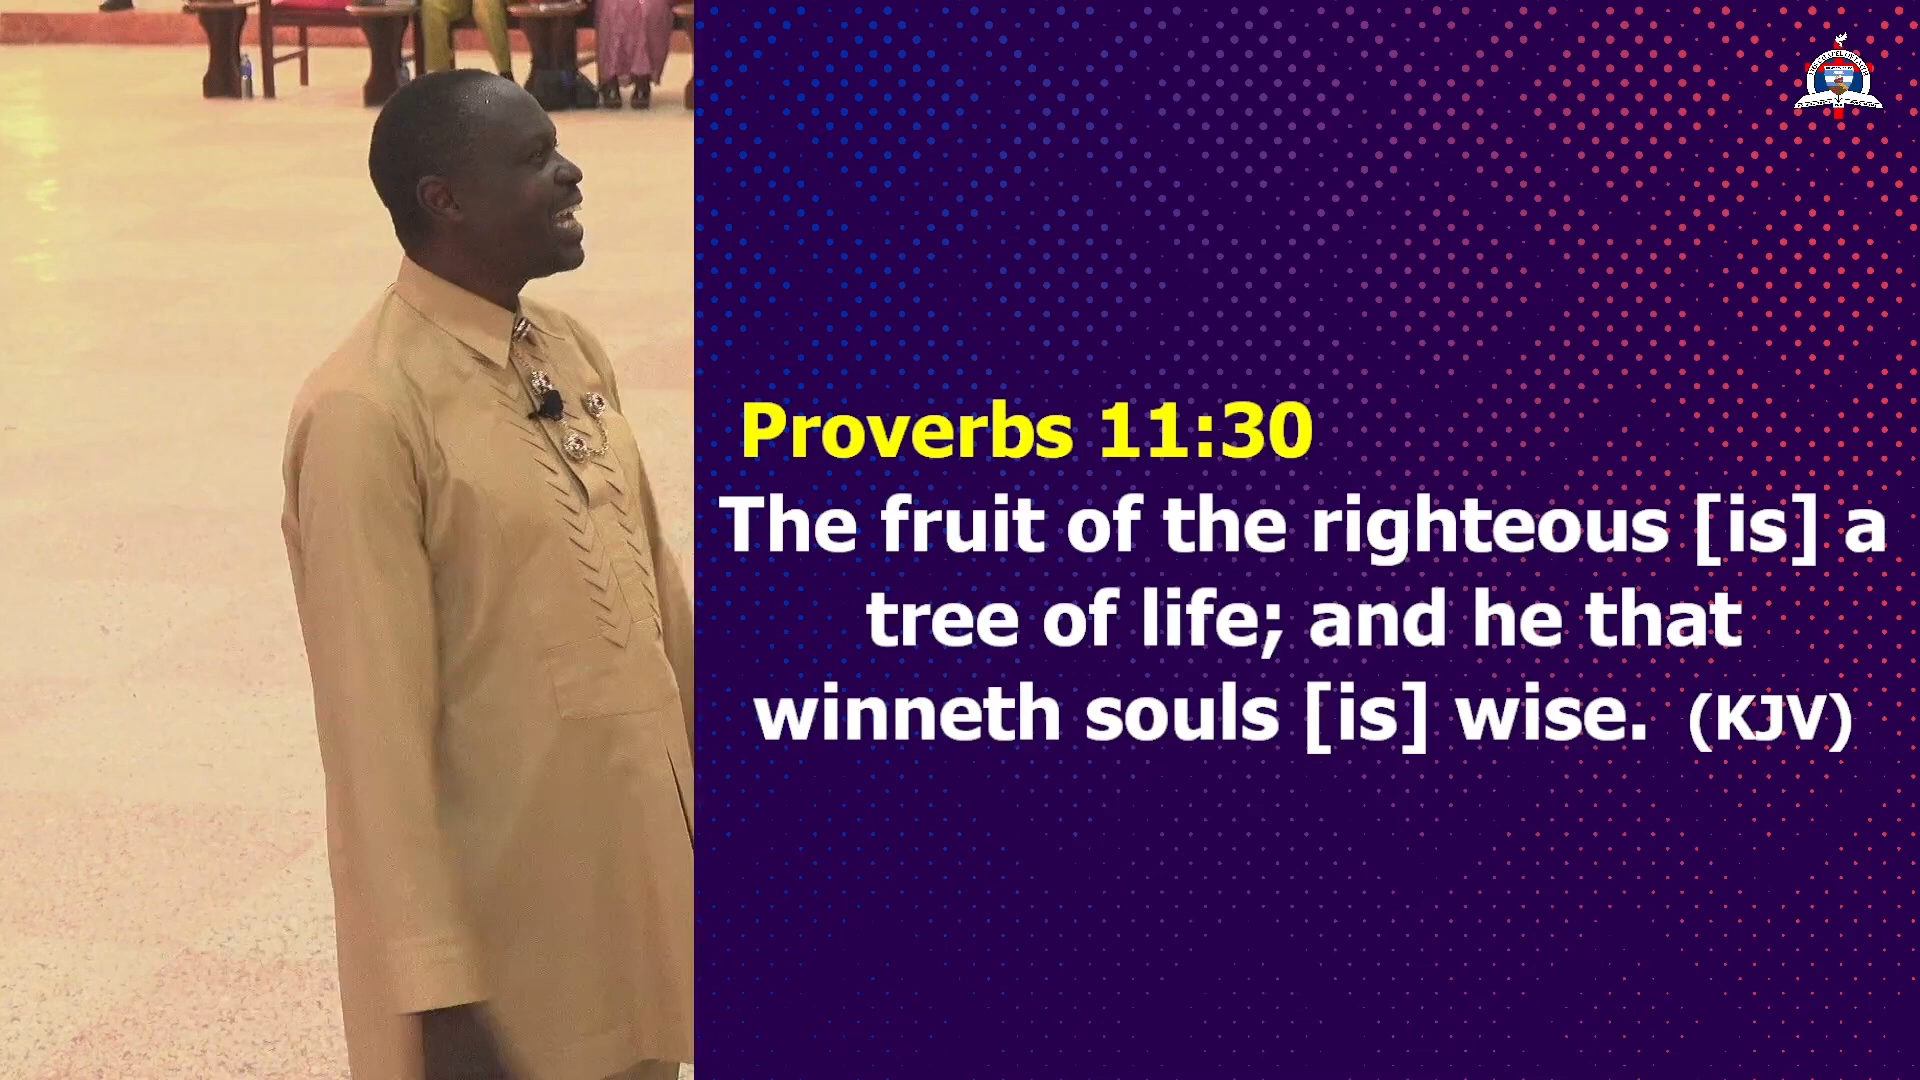 Proverbs 11:30
The fruit of the righteous [is] a
tree of life; and he that
winneth souls [is] wise. (KJV)